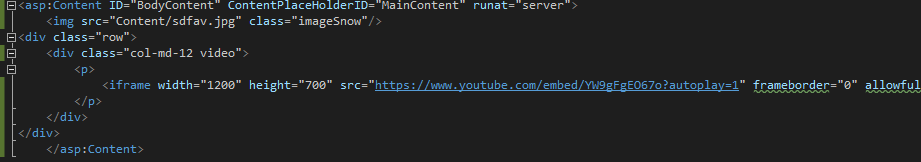 <asp:Content ID="BodyContent" ContentPlaceHolderID="MainContent" runat="server">
<img src="Content/sdfav.jpg" class="imageSnow"/>
<div class="row">
<div class="col-md-12 video">
<p>
<iframe width="1200" height="700" src="https://www.youtube.com/embed/YW9gFgEO67o?autoplay=1" frameborder="0" allowful
</p>
</div>
</div>
</asp:Content>